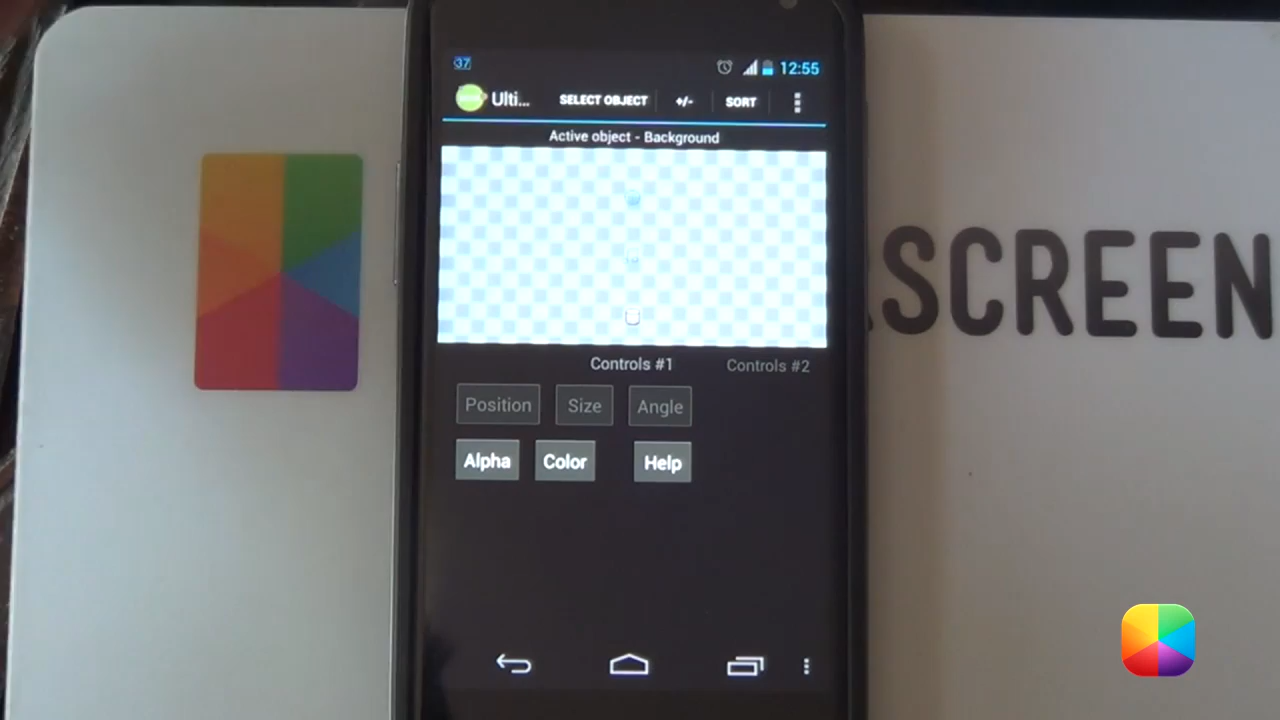 37
12:55
Ulti... SELECT OBJECT +/- SORT
Active object - Background
SCREEN
Controls #1 Controls #2
Position Size Angle
Alpha Color Help